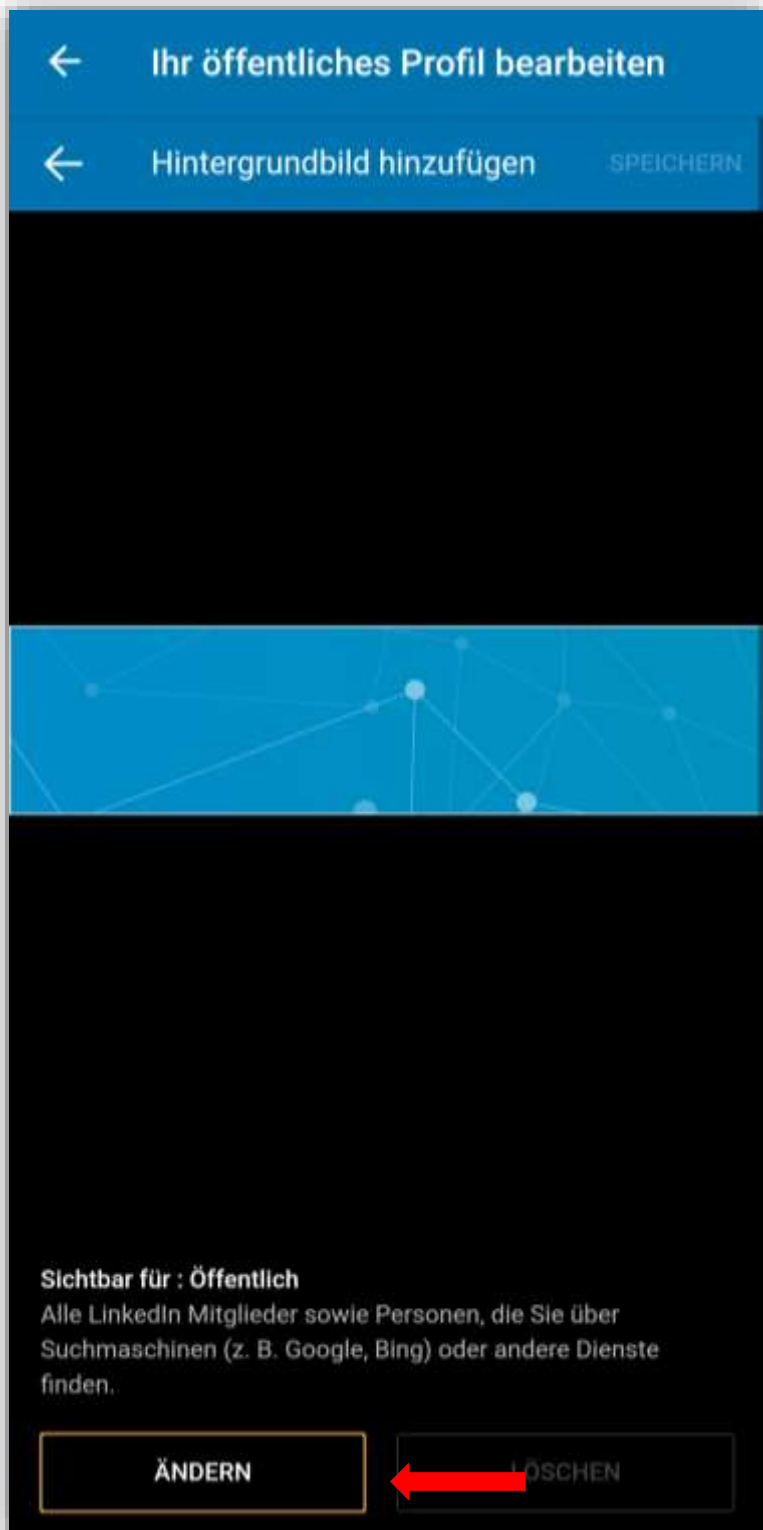 Ihr öffentliches Profil bearbeiten
Hintergrundbild hinzufügen SPEICHERN
Sichtbar für : Öffentlich
Alle LinkedIn Mitglieder sowie Personen, die Sie über
Suchmaschinen (z. B. Google, Bing) oder andere Dienste
finden.
ÄNDERN LÖSCHEN